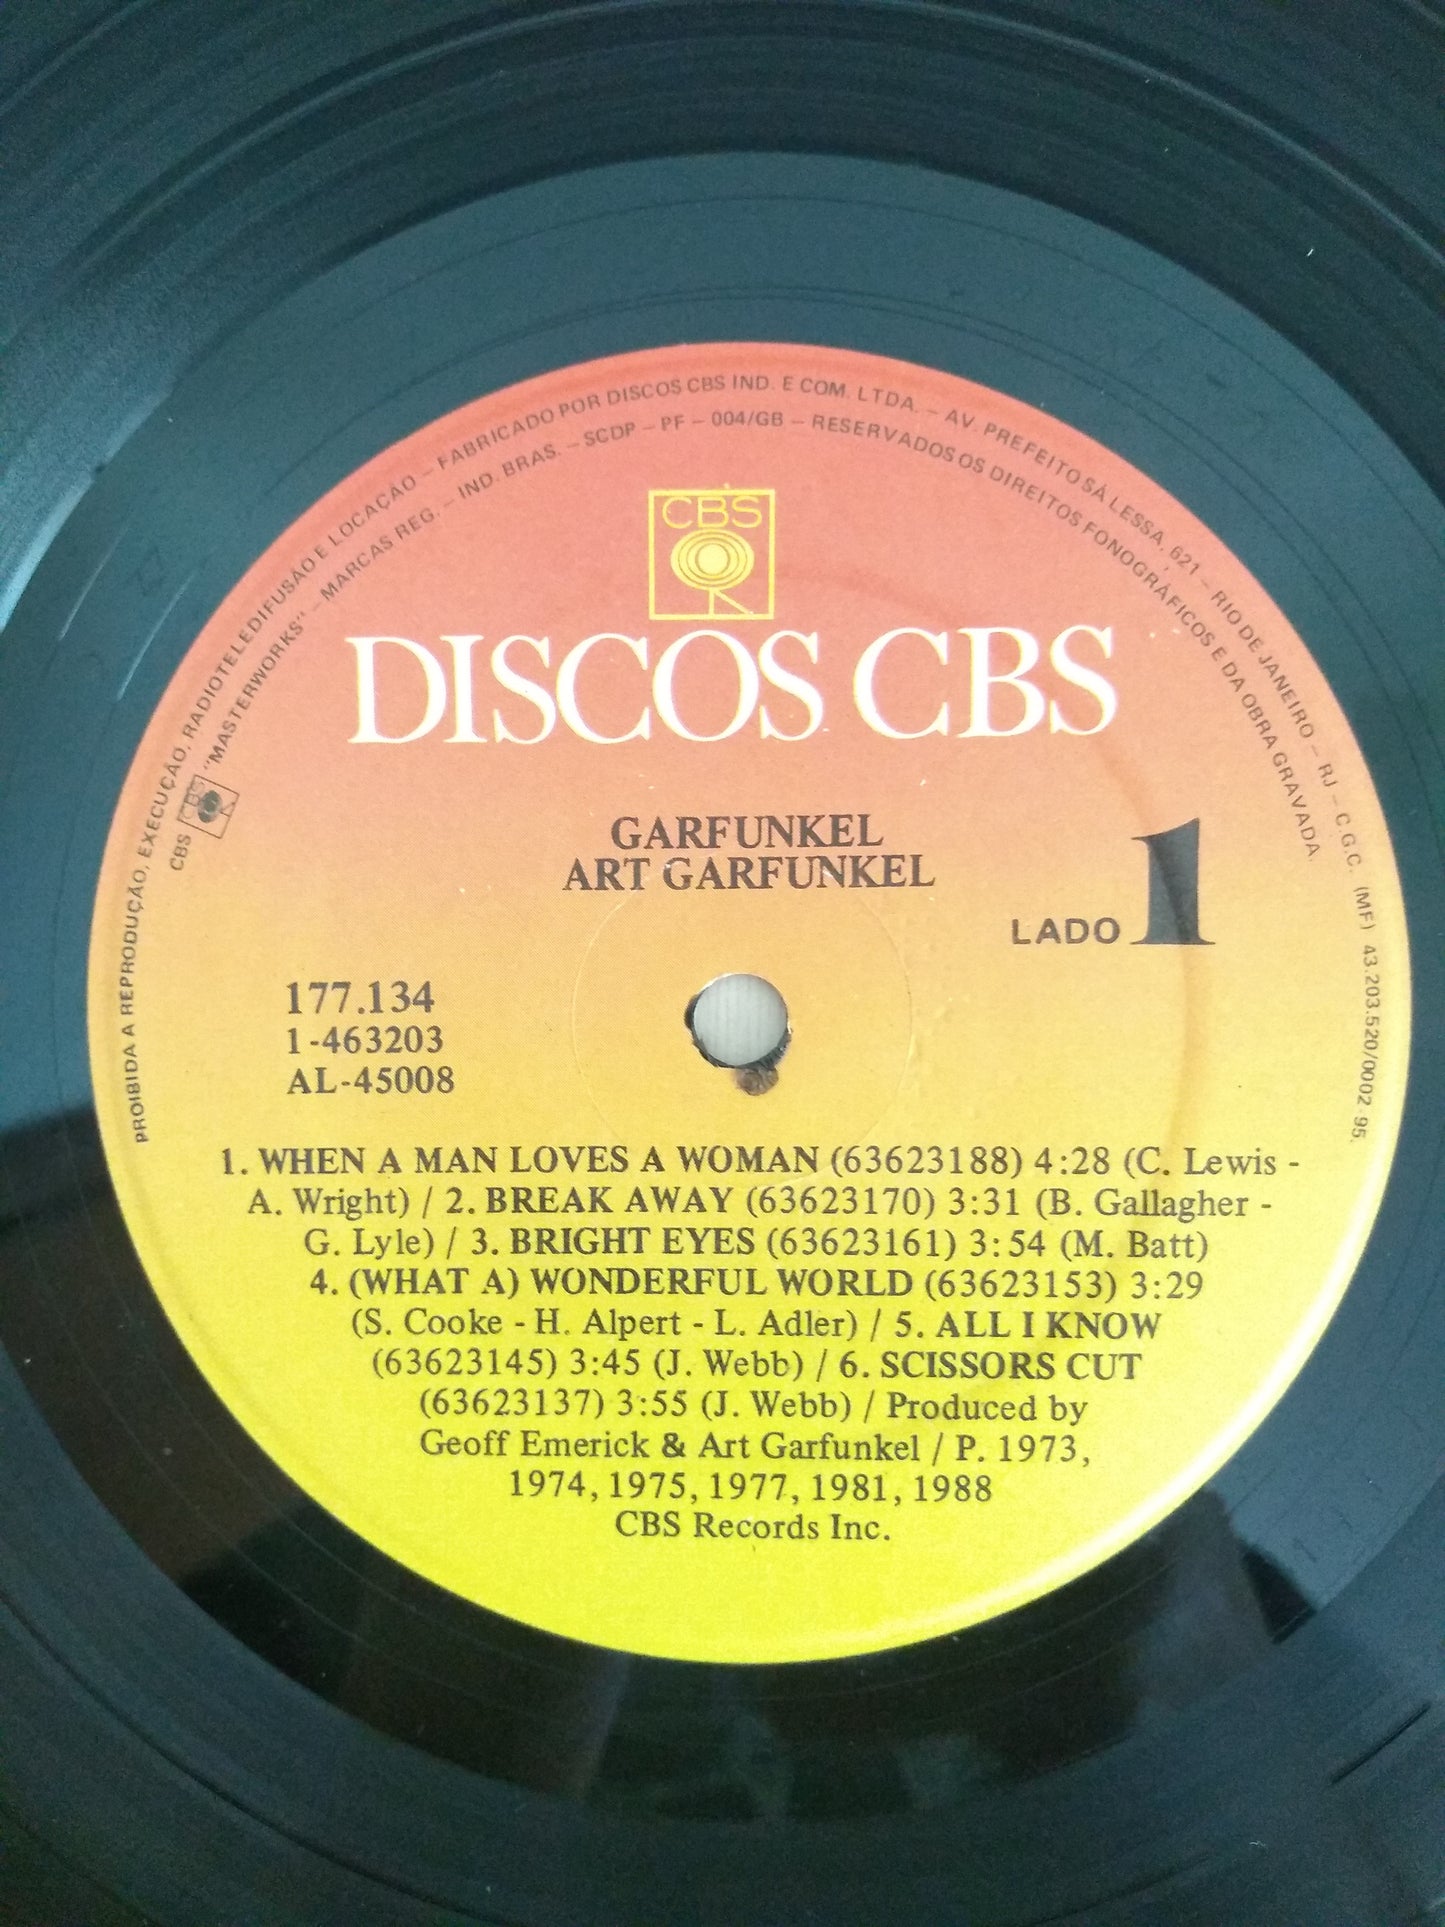 PROIBIDA A REPRODUÇÃO, EXECUÇÃO, RADIOTELEDIFUSÃO E LOCAÇÃO – FABRICADO POR DISCOS CBS IND. E COM. LTDA. – AV. PREFEITO SÁ LESSA, 621 – RIO DE JANEIRO – RJ – C.G.C. (MF) 43.203.520/0002-95.
CBS CBS "MASTERWORKS" – MARCAS REG. – IND. BRAS. – SCDP – PF – 004/GB – RESERVADOS OS DIREITOS FONOGRÁFICOS E DA OBRA GRAVADA.
CBS
DISCOS CBS
GARFUNKEL
ART GARFUNKEL
LADO 1
177.134
1-463203
AL-45008
1. WHEN A MAN LOVES A WOMAN (63623188) 4:28 (C. Lewis -
A. Wright) / 2. BREAK AWAY (63623170) 3:31 (B. Gallagher -
G. Lyle) / 3. BRIGHT EYES (63623161) 3:54 (M. Batt)
4. (WHAT A) WONDERFUL WORLD (63623153) 3:29
(S. Cooke - H. Alpert - L. Adler) / 5. ALL I KNOW
(63623145) 3:45 (J. Webb) / 6. SCISSORS CUT
(63623137) 3:55 (J. Webb) / Produced by
Geoff Emerick & Art Garfunkel / P. 1973,
1974, 1975, 1977, 1981, 1988
CBS Records Inc.